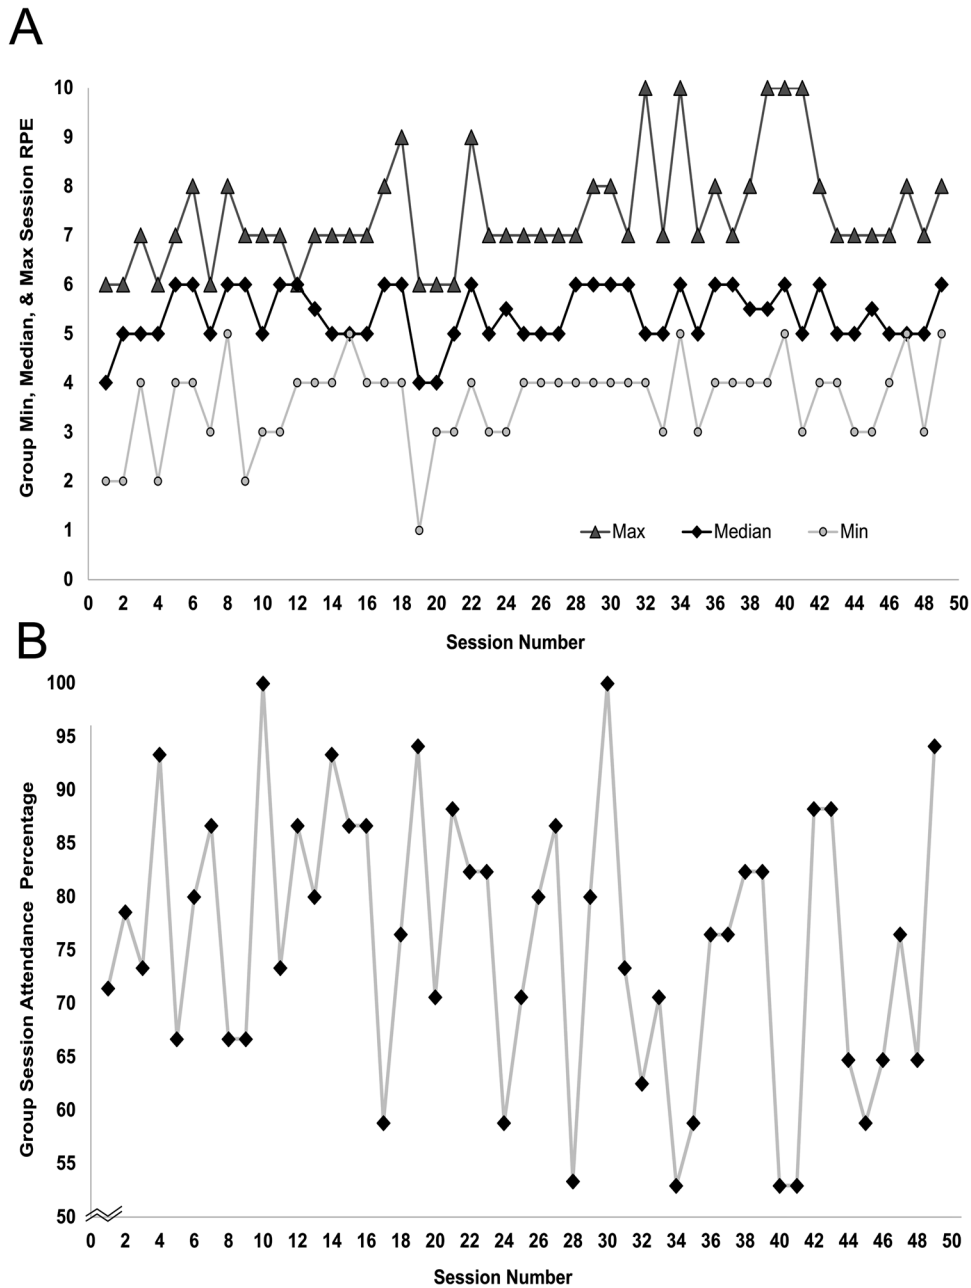 A
Group Min, Median, & Max Session RPE
10
9
8
7
6
5
4
3
2
1
0
Max Median Min
0 2 4 6 8 10 12 14 16 18 20 22 24 26 28 30 32 34 36 38 40 42 44 46 48 50
Session Number
B
Group Session Attendance Percentage
100
95
90
85
80
75
70
65
60
55
50
0 2 4 6 8 10 12 14 16 18 20 22 24 26 28 30 32 34 36 38 40 42 44 46 48 50
Session Number